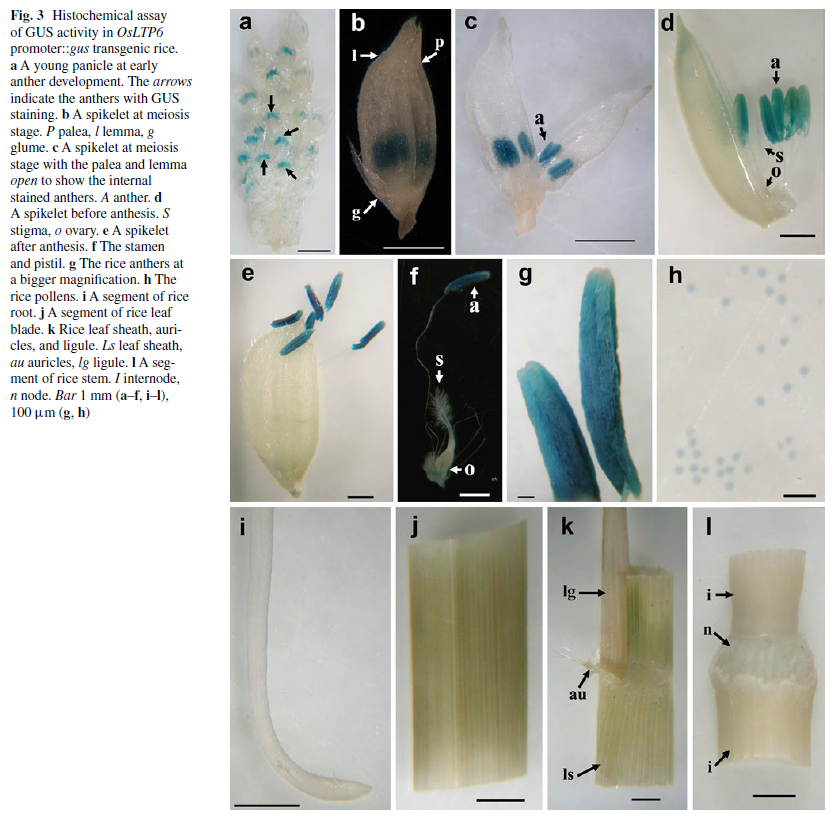 Fig. 3 Histochemical assay
of GUS activity in OsLTP6
promoter::gus transgenic rice.
a A young panicle at early
anther development. The arrows
indicate the anthers with GUS
staining. b A spikelet at meiosis
stage. P palea, l lemma, g
glume. c A spikelet at meiosis
stage with the palea and lemma
open to show the internal
stained anthers. A anther. d
A spikelet before anthesis. S
stigma, o ovary. e A spikelet
after anthesis. f The stamen
and pistil. g The rice anthers at
a bigger magnification. h The
rice pollens. i A segment of rice
root. j A segment of rice leaf
blade. k Rice leaf sheath, auri-
cles, and ligule. Ls leaf sheath,
au auricles, lg ligule. l A seg-
ment of rice stem. I internode,
n node. Bar 1 mm (a–f, i–l),
100 μm (g, h)
a
b
l
p
g
c
a
d
a
s
o
e
f
a
s
o
g
h
i
j
k
lg
au
ls
l
i
n
i